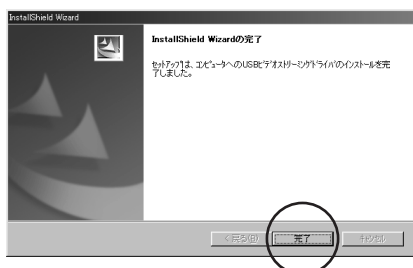 InstallShield Wizard
InstallShield Wizardの完了
ｾｯﾄｱｯﾌﾟは、ｺﾝﾋﾟｭｰﾀへのUSBﾋﾞﾃﾞｵｽﾄﾘｰﾐﾝｸﾞﾄﾞﾗｲﾊﾞのｲﾝｽﾄｰﾙを完
了しました。
< 戻る(B)
完了
ｷｬﾝｾﾙ